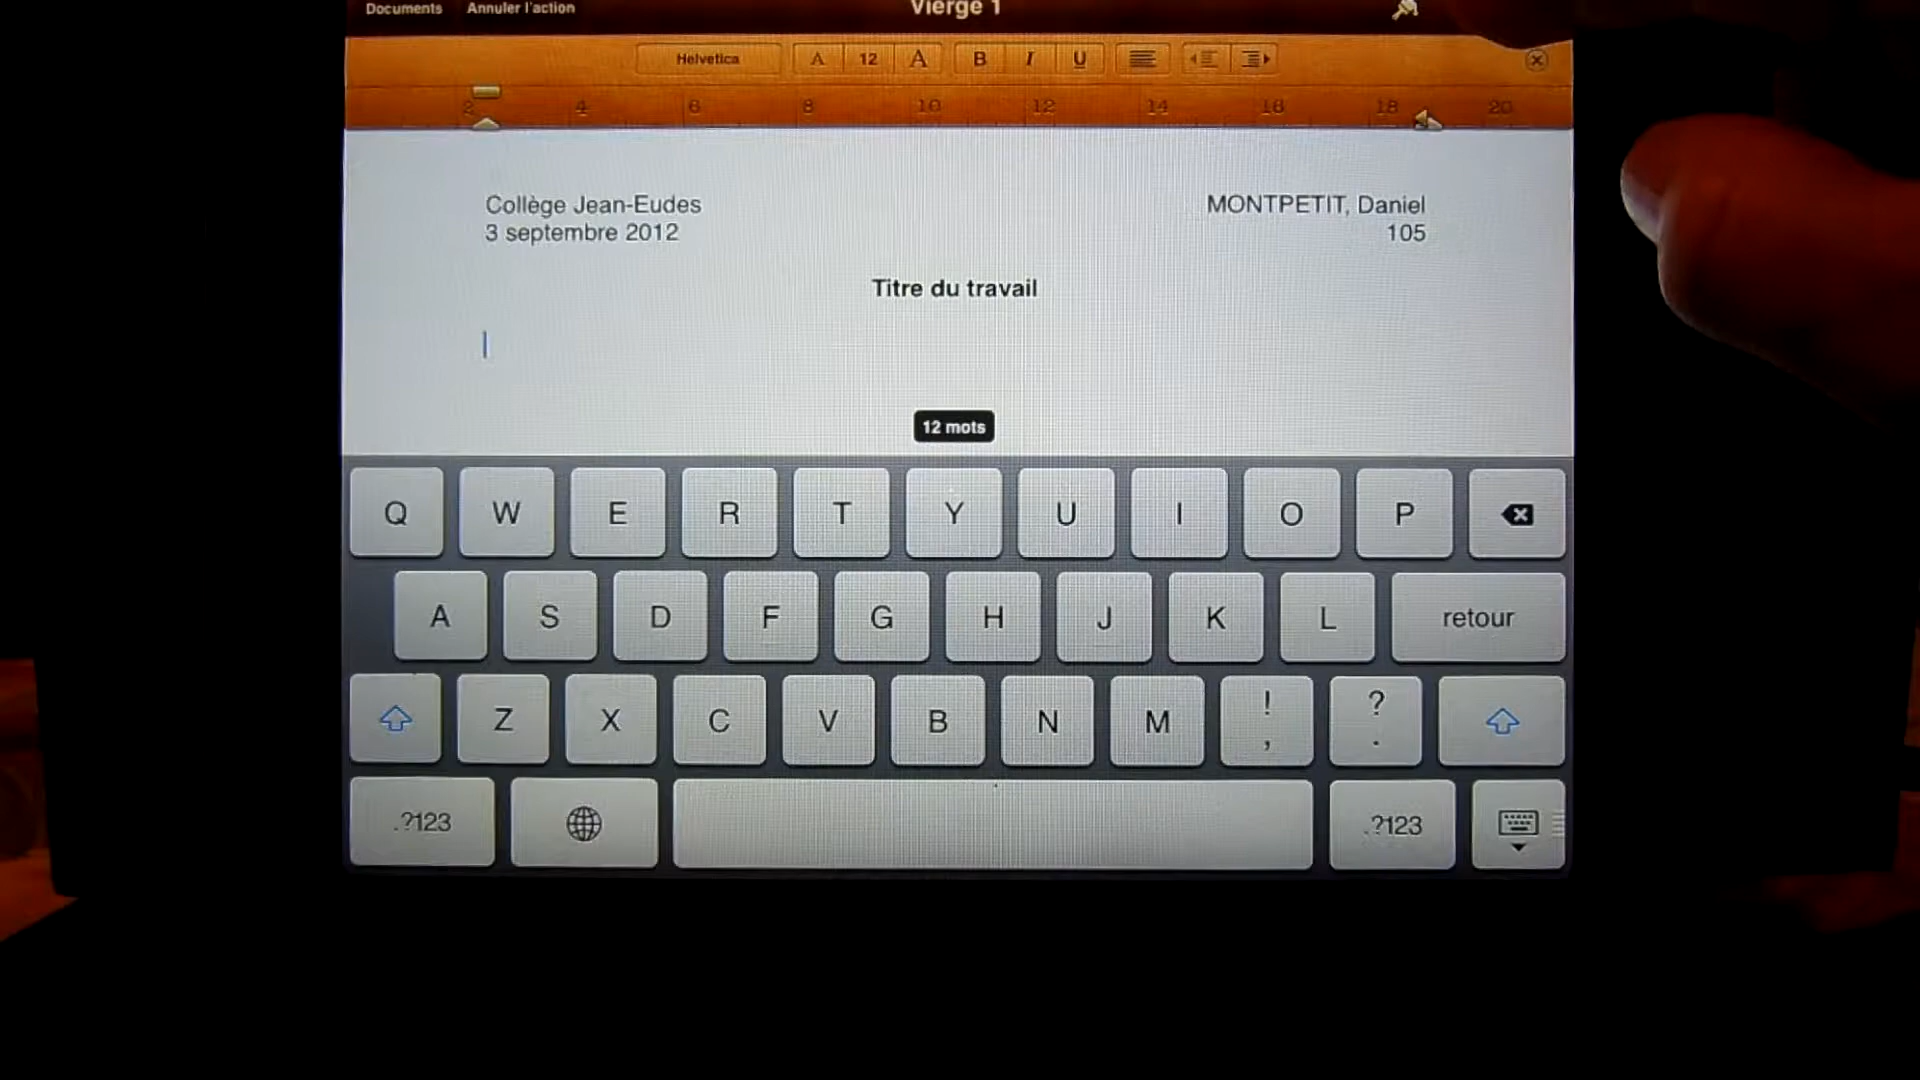 Documents Annuler l'action Vierge 1
Helvetica A 12 A B I U
2 4 6 8 10 12 14 16 18 20
Collège Jean-Eudes MONTPETIT, Daniel
3 septembre 2012 105
Titre du travail
12 mots
Q W E R T Y U I O P
A S D F G H J K L retour
Z X C V B N M ! , ? .
.?123 .?123